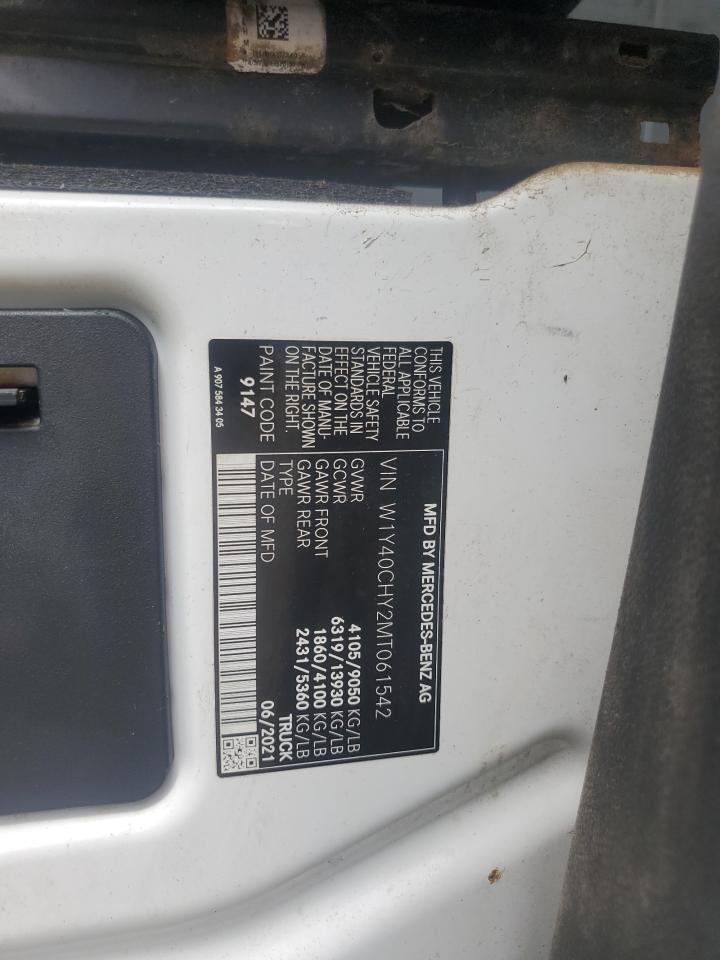 MFD BY MERCEDES-BENZ AG
VIN W1Y40CHY2MT061542
GVWR 4105/9050 KG/LB
GCWR 6319/13930 KG/LB
GAWR FRONT 1860/4100 KG/LB
GAWR REAR 2431/5360 KG/LB
TYPE TRUCK
DATE OF MFD 06/2021
THIS VEHICLE
CONFORMS TO
ALL APPLICABLE
FEDERAL
VEHICLE SAFETY
STANDARDS IN
EFFECT ON THE
DATE OF MANU-
FACTURE SHOWN
ON THE RIGHT.
PAINT CODE
9147
A 907 584 34 05